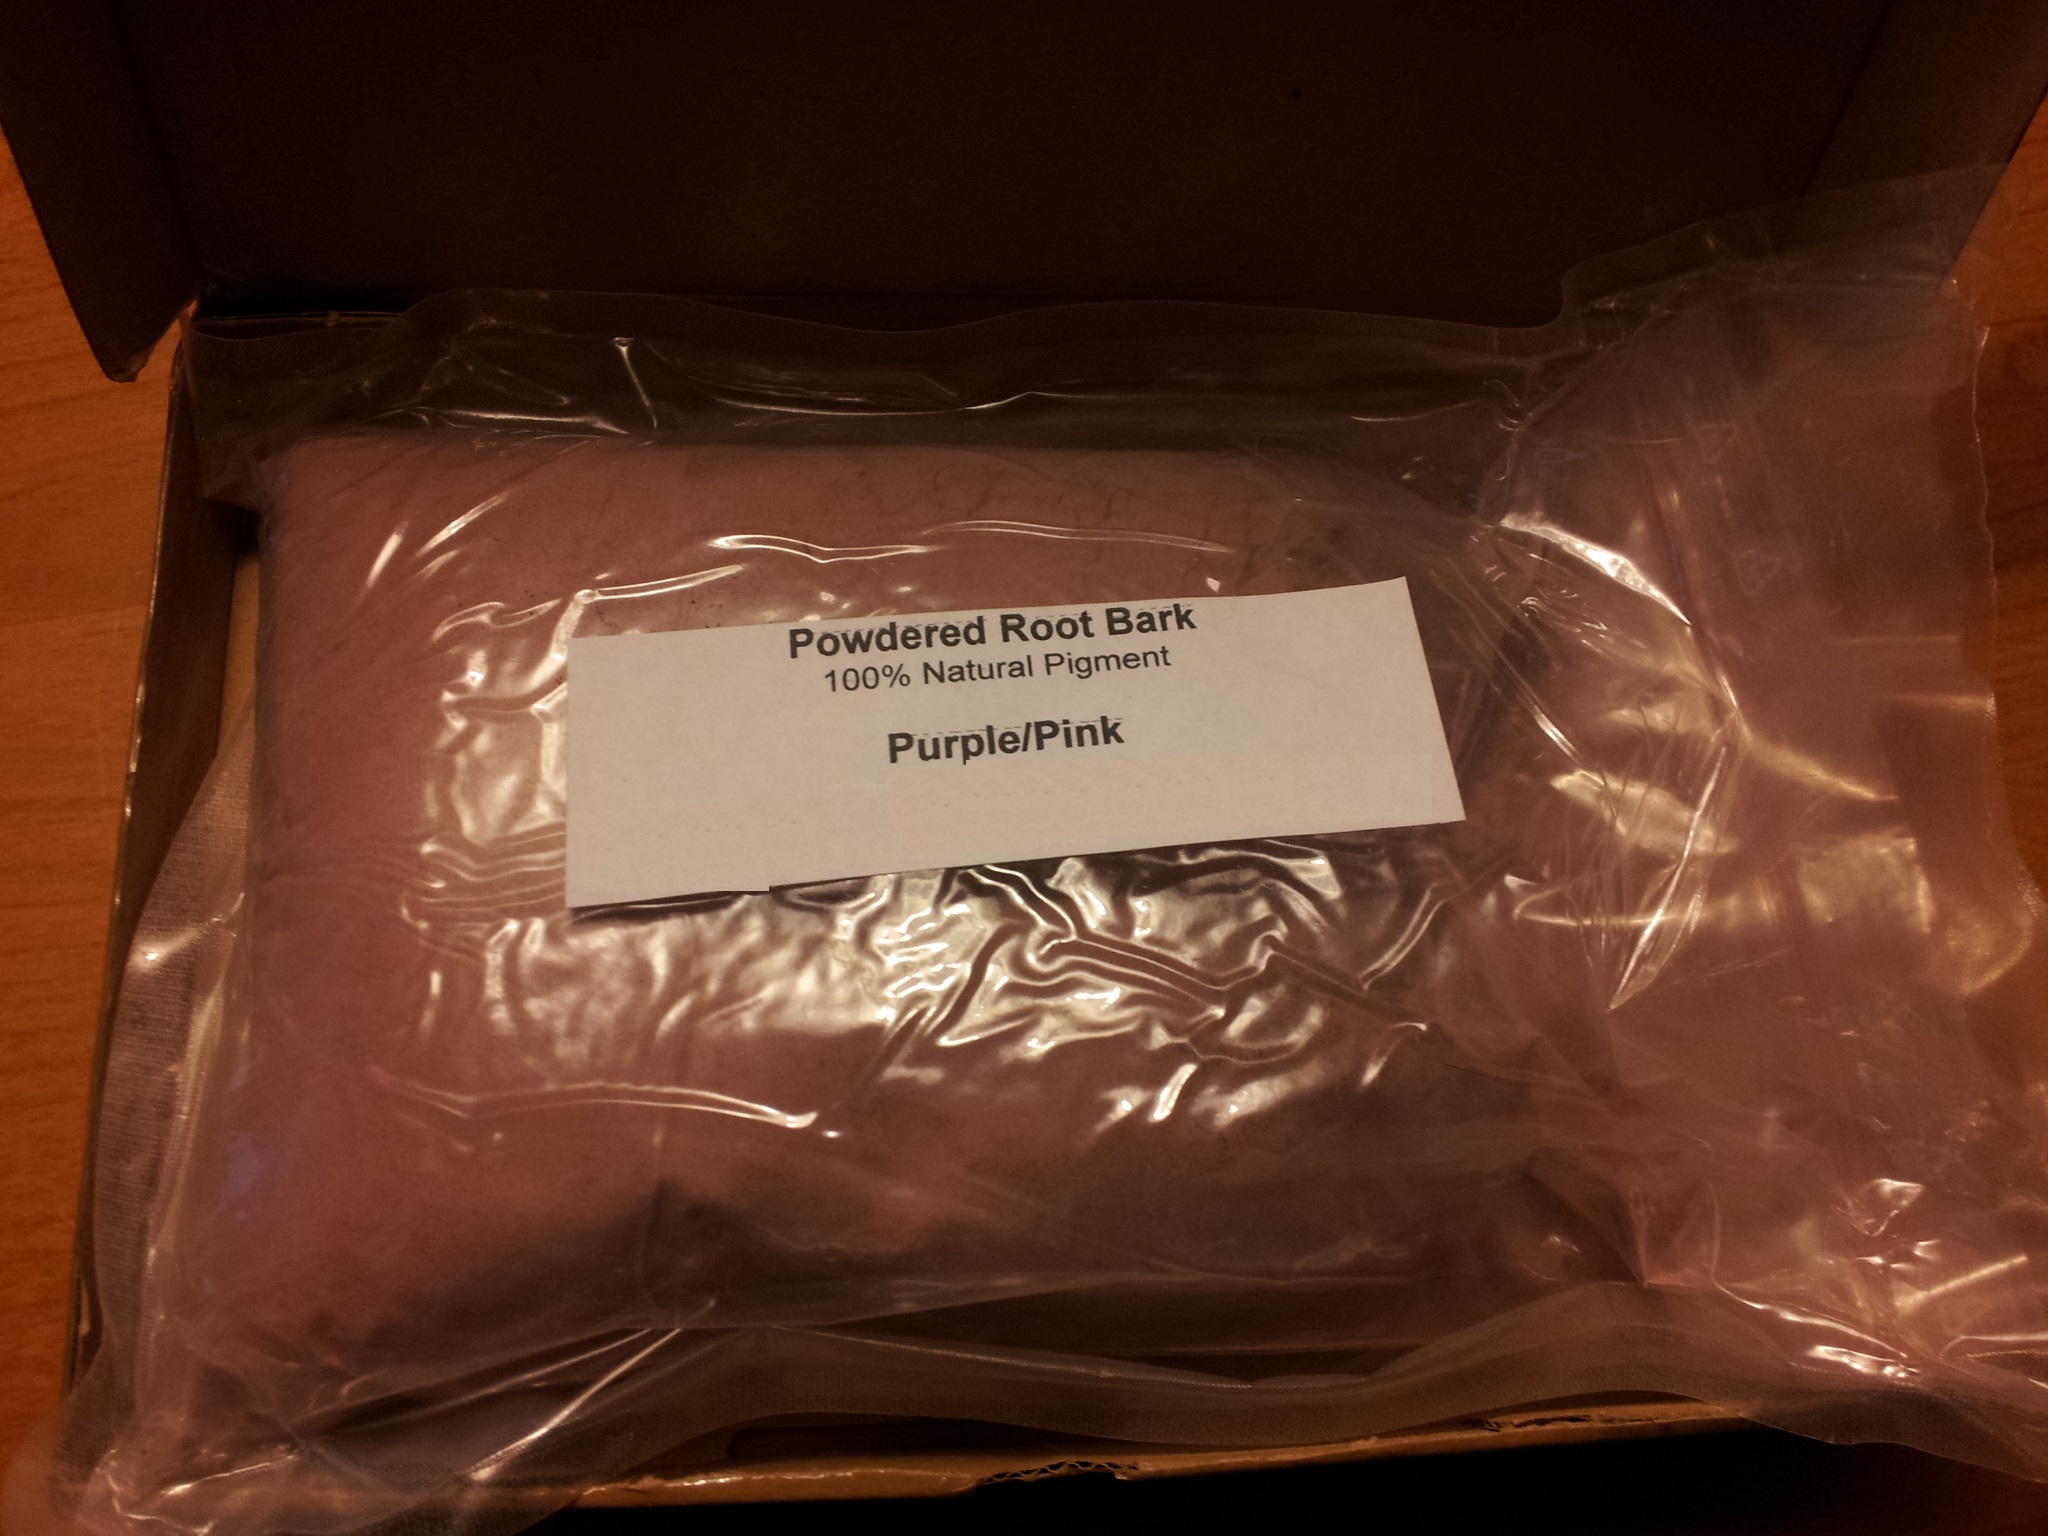 Powdered Root Bark
100% Natural Pigment
Purple/Pink